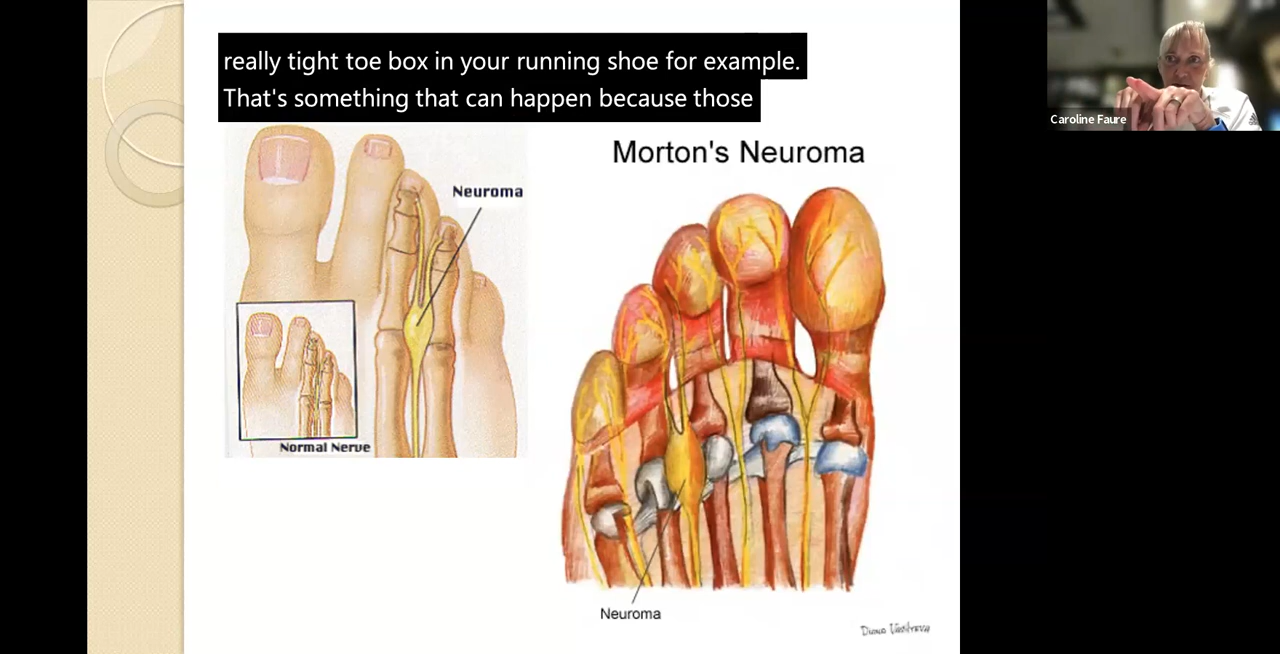 really tight toe box in your running shoe for example.
That's something that can happen because those
Caroline Faure
Morton's Neuroma
Neuroma
Normal Nerve
Neuroma